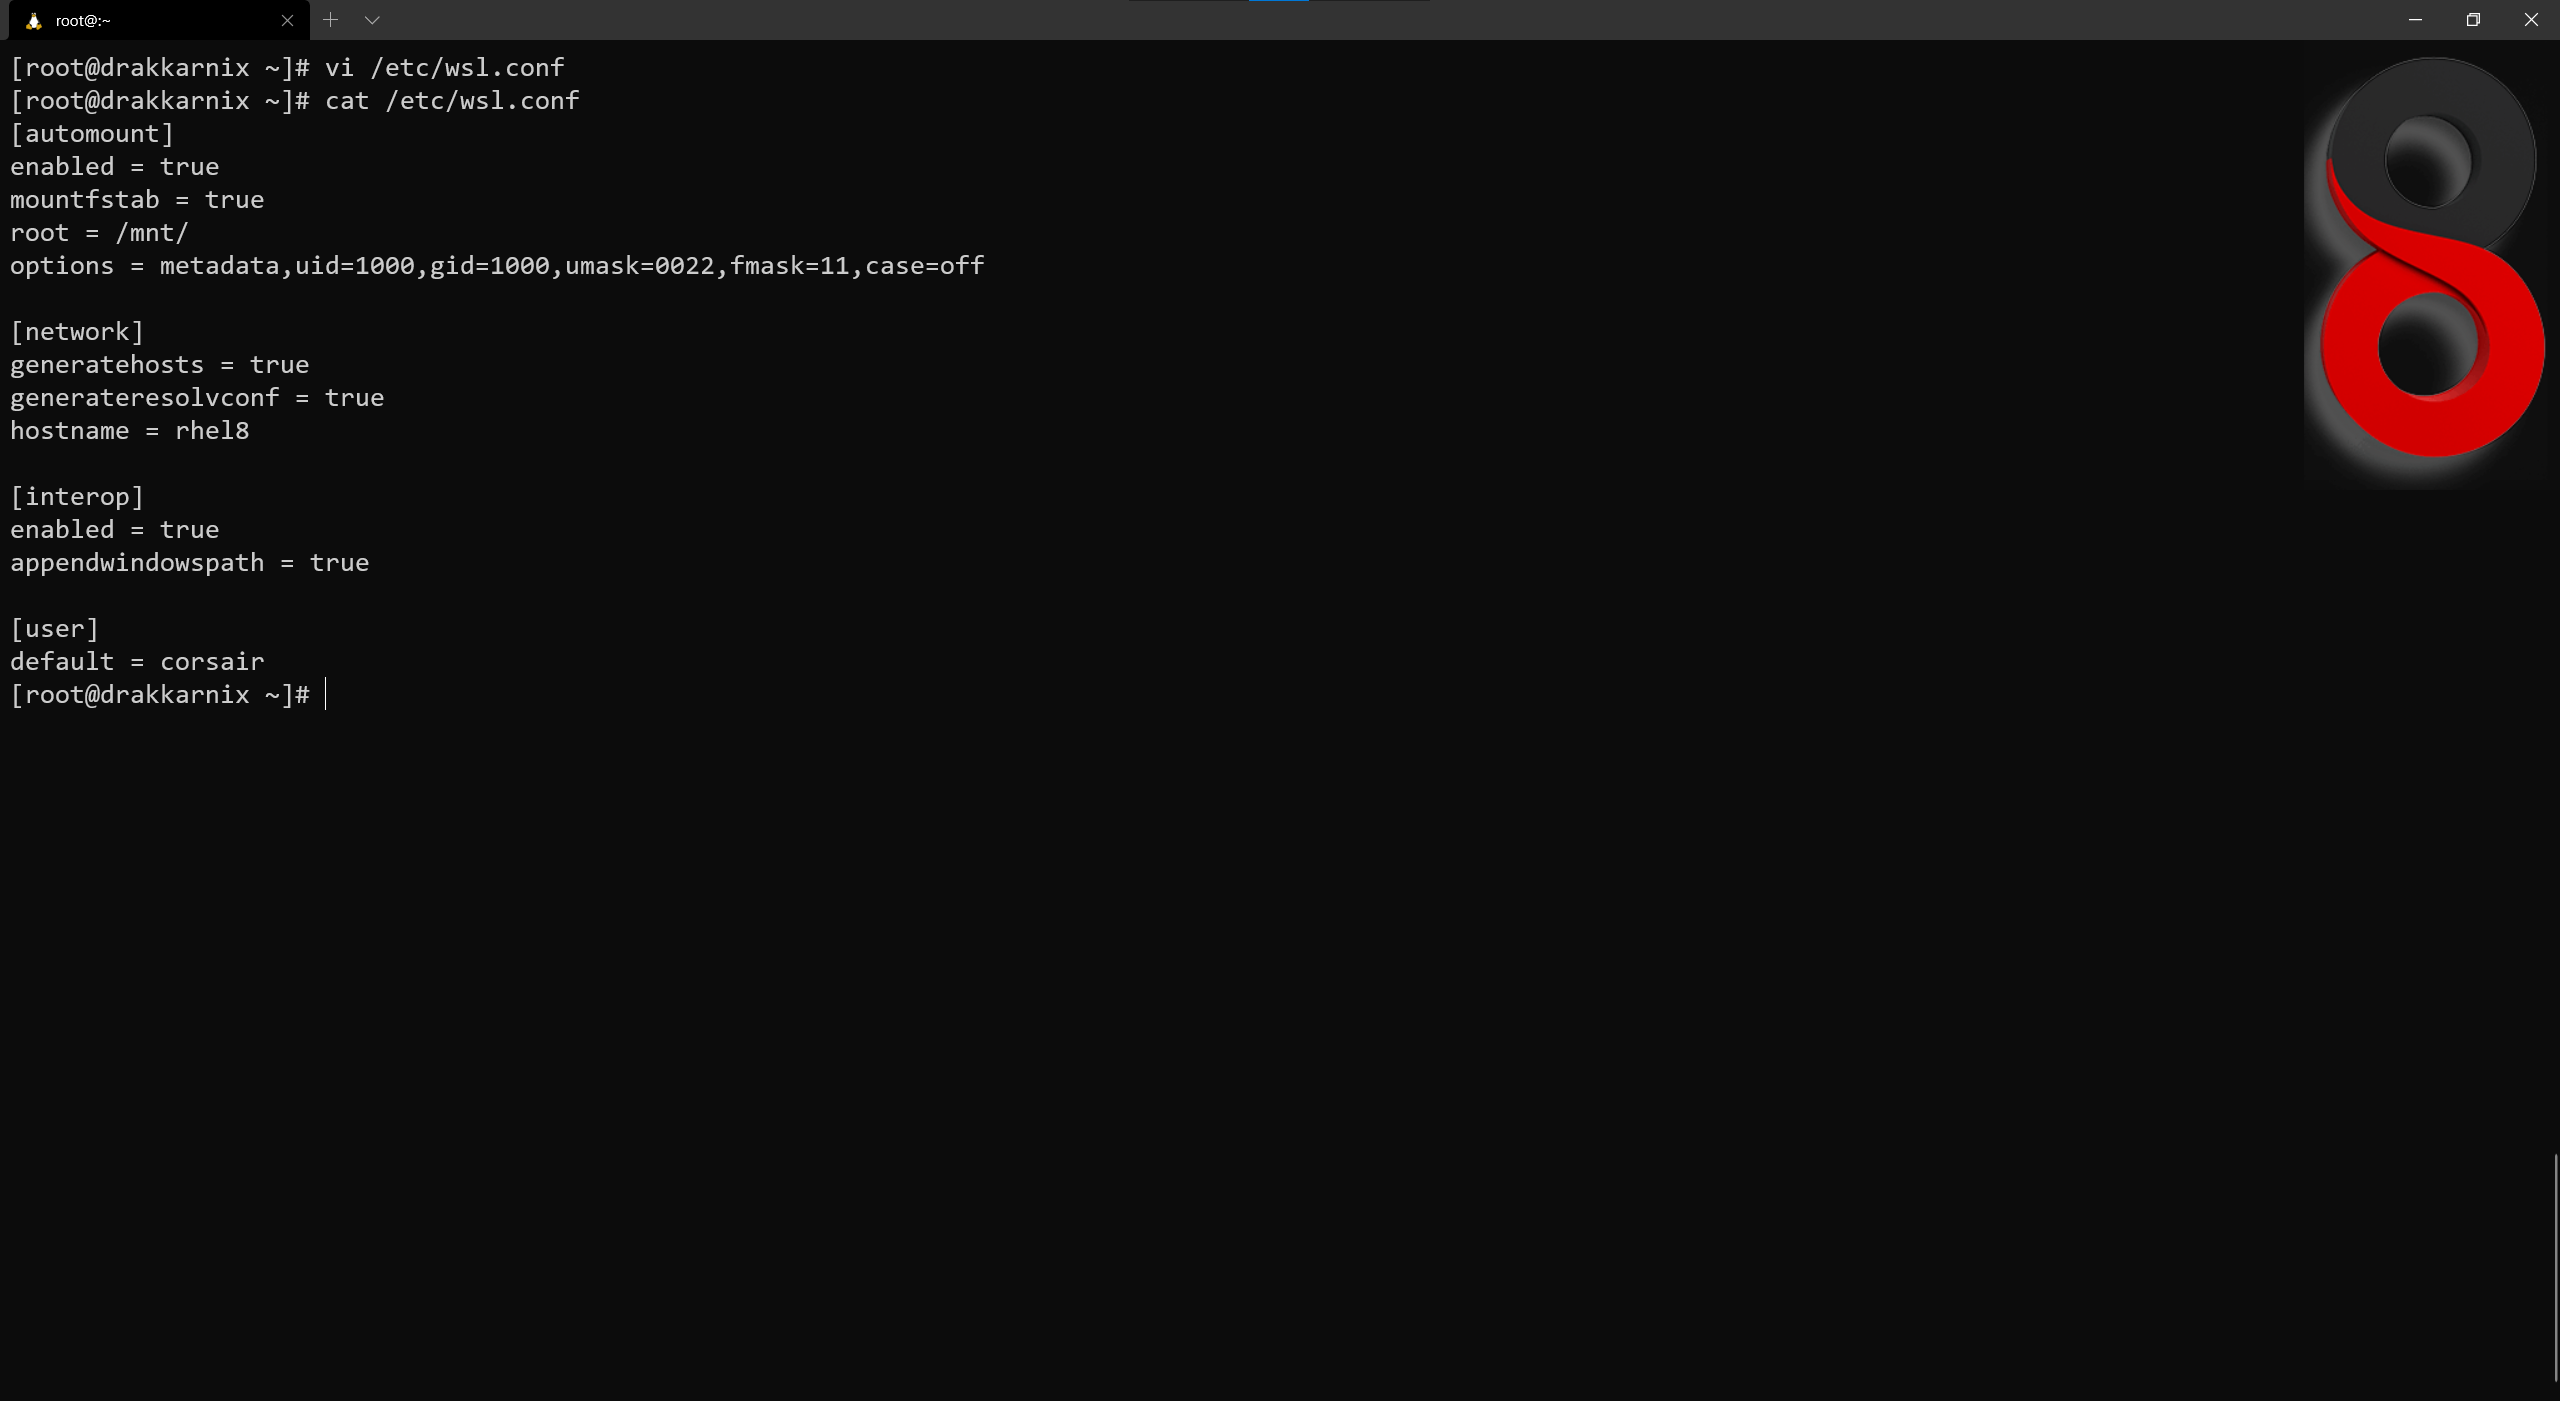 root@:~
[root@drakkarnix ~]# vi /etc/wsl.conf
[root@drakkarnix ~]# cat /etc/wsl.conf
[automount]
enabled = true
mountfstab = true
root = /mnt/
options = metadata,uid=1000,gid=1000,umask=0022,fmask=11,case=off

[network]
generatehosts = true
generateresolvconf = true
hostname = rhel8

[interop]
enabled = true
appendwindowspath = true

[user]
default = corsair
[root@drakkarnix ~]#
8